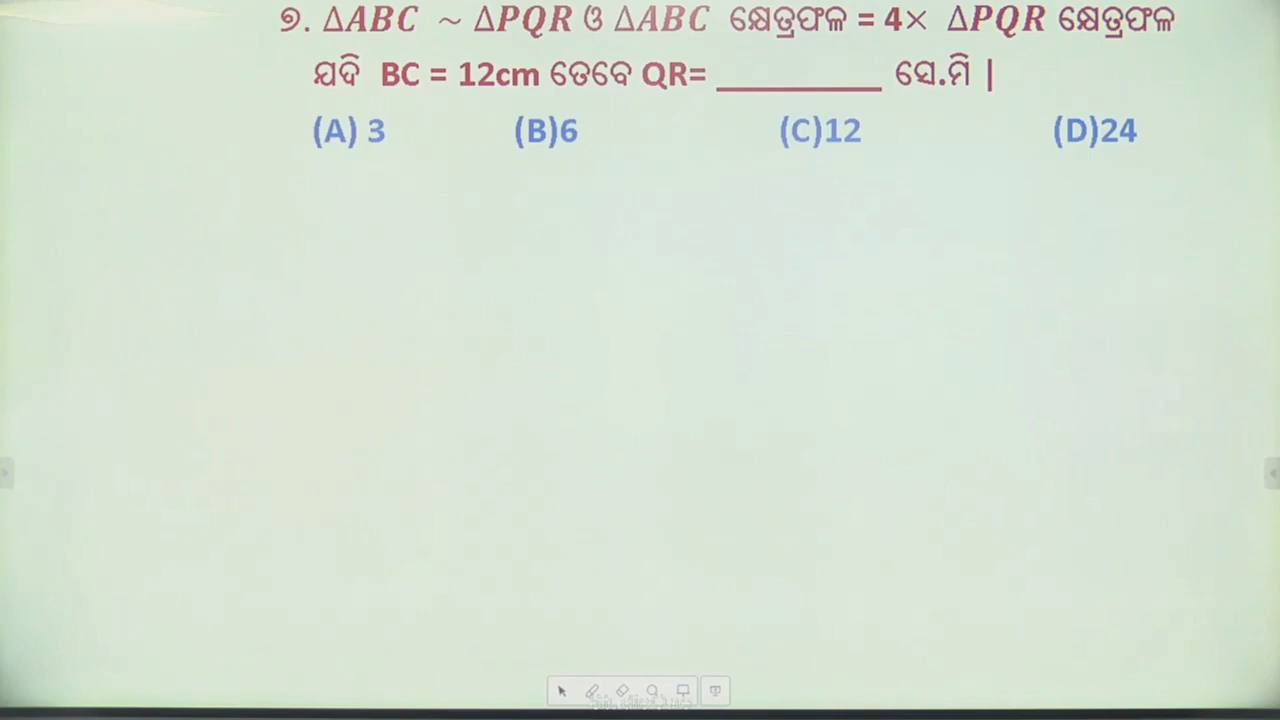 ୭. ΔABC ~ ΔPQR ଓ ΔABC କ୍ଷେତ୍ରଫଳ = 4× ΔPQR କ୍ଷେତ୍ରଫଳ
ଯଦି BC = 12cm ତେବେ QR= __________ ସେ.ମି |
(A) 3 (B)6 (C)12 (D)24